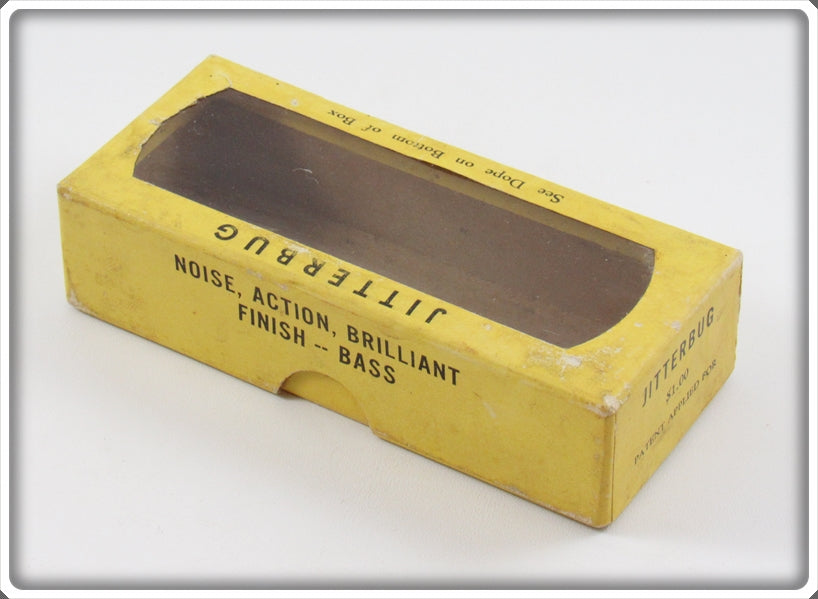 See Dope on Bottom of Box
JITTERBUG
NOISE, ACTION, BRILLIANT
FINISH -- BASS
JITTERBUG
$1.00
PATENT APPLIED FOR